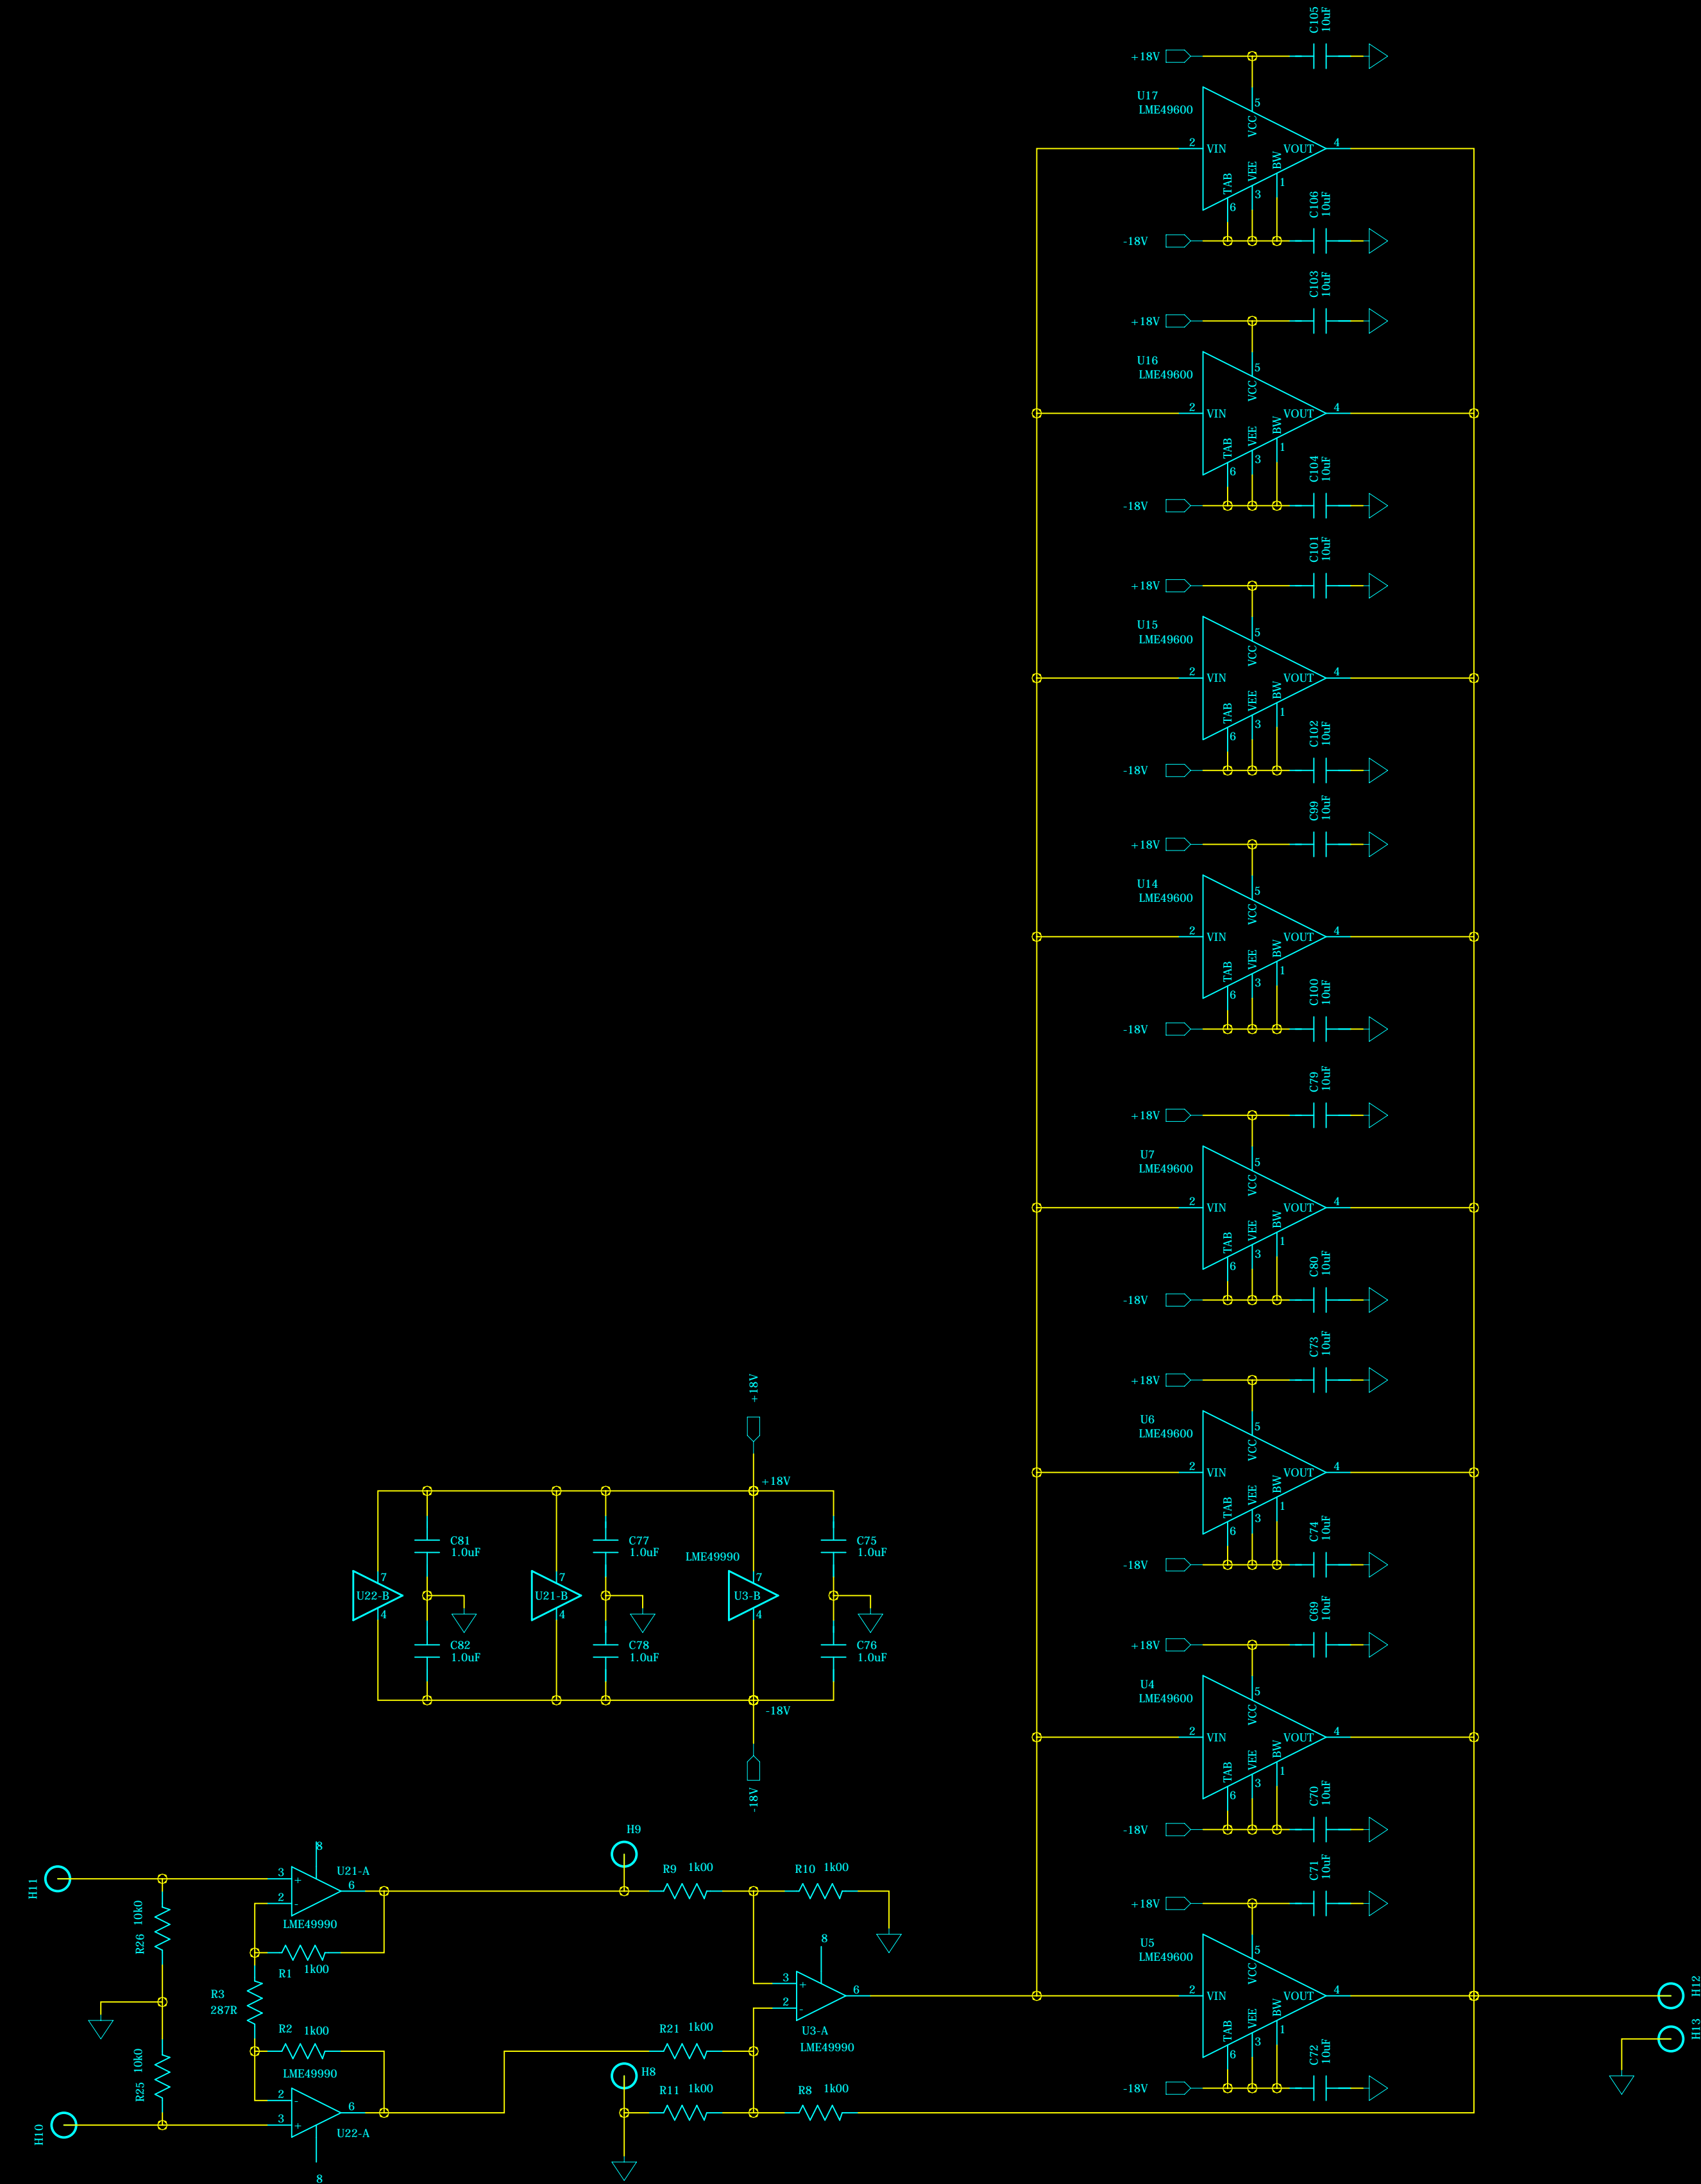 C105
10uF
+18V
U17
LME49600
5
VCC
2
VIN
VOUT
4
TAB
VEE
BW
6
3
1
C106
10uF
-18V
C103
10uF
+18V
U16
LME49600
5
VCC
2
VIN
VOUT
4
TAB
VEE
BW
6
3
1
C104
10uF
-18V
C101
10uF
+18V
U15
LME49600
5
VCC
2
VIN
VOUT
4
TAB
VEE
BW
6
3
1
C102
10uF
-18V
C99
10uF
+18V
U14
LME49600
5
VCC
2
VIN
VOUT
4
TAB
VEE
BW
6
3
1
C100
10uF
-18V
C79
10uF
+18V
U7
LME49600
5
VCC
2
VIN
VOUT
4
TAB
VEE
BW
6
3
1
C80
10uF
-18V
C73
10uF
+18V
U6
LME49600
5
VCC
2
VIN
VOUT
4
TAB
VEE
BW
6
3
1
C74
10uF
-18V
C69
10uF
+18V
U4
LME49600
5
VCC
2
VIN
VOUT
4
TAB
VEE
BW
6
3
1
C70
10uF
-18V
C71
10uF
+18V
U5
LME49600
5
VCC
2
VIN
VOUT
4
TAB
VEE
BW
6
3
1
C72
10uF
-18V
H12
H13
+18V
+18V
C81
1.0uF
C77
1.0uF
LME49990
C75
1.0uF
7
U22-B
4
7
U21-B
4
7
U3-B
4
C82
1.0uF
C78
1.0uF
C76
1.0uF
-18V
-18V
H11
8
3
+
U21-A
6
2
-
LME49990
R26 10k0
R1 1k00
R3
287R
R2 1k00
R25 10k0
LME49990
2
-
6
3
+
U22-A
8
H10
H9
R9 1k00
R10 1k00
8
3
+
6
2
-
U3-A
LME49990
R21 1k00
H8
R11 1k00
R8 1k00